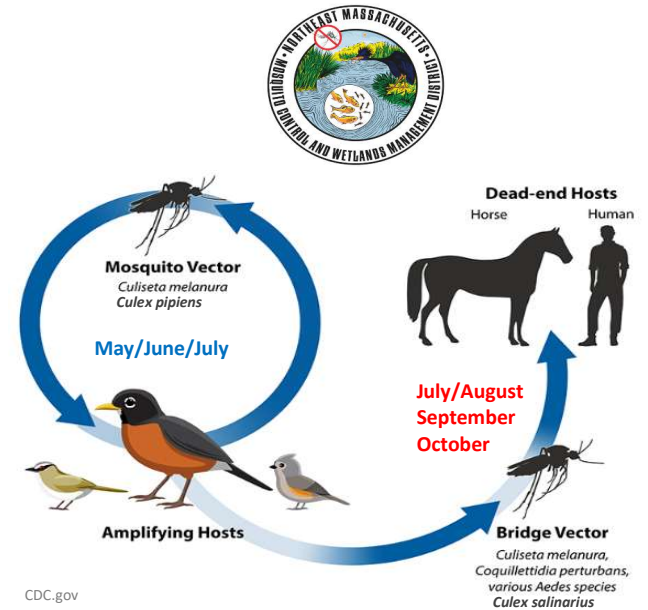 NORTHEAST MASSACHUSETTS
MOSQUITO CONTROL AND WETLANDS MANAGEMENT DISTRICT
Dead-end Hosts
Horse
Human
Mosquito Vector
Culiseta melanura
Culex pipiens
May/June/July
July/August
September
October
Amplifying Hosts
Bridge Vector
Culiseta melanura,
Coquillettidia perturbans,
various Aedes species
Culex salinarius
CDC.gov